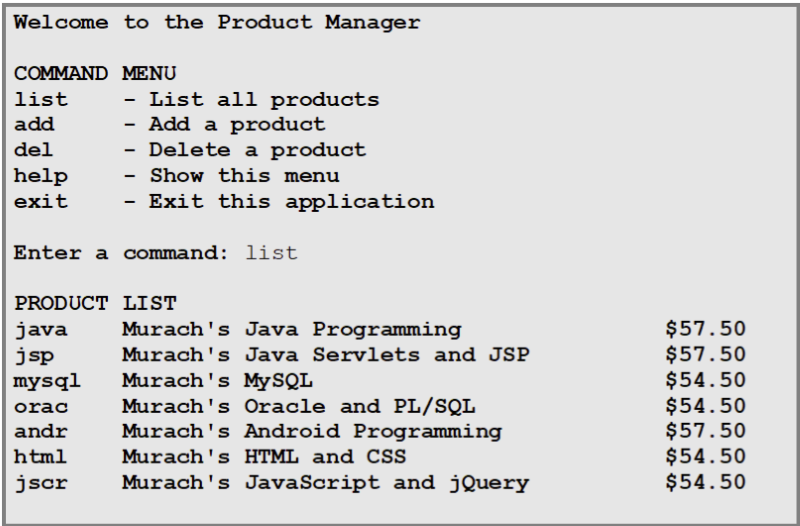 Welcome to the Product Manager
COMMAND MENU
list    - List all products
add     - Add a product
del     - Delete a product
help    - Show this menu
exit    - Exit this application
Enter a command: list
PRODUCT LIST
java    Murach's Java Programming               $57.50
jsp     Murach's Java Servlets and JSP          $57.50
mysql   Murach's MySQL                          $54.50
orac    Murach's Oracle and PL/SQL              $54.50
andr    Murach's Android Programming            $57.50
html    Murach's HTML and CSS                   $54.50
jscr    Murach's JavaScript and jQuery          $54.50